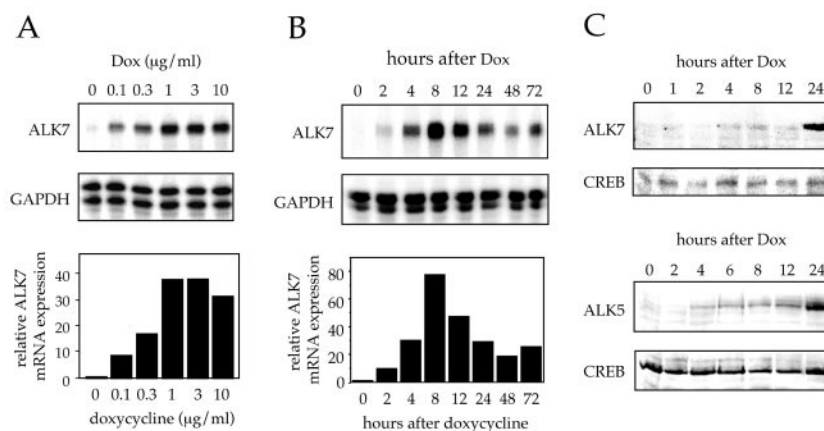 A
Dox (µg/ml)
0 0.1 0.3 1 3 10
ALK7
GAPDH
relative ALK7
mRNA expression
40
30
20
10
0
0 0.1 0.3 1 3 10
doxycycline (µg/ml)
B
hours after Dox
0 2 4 8 12 24 48 72
ALK7
GAPDH
relative ALK7
mRNA expression
80
60
40
20
0
0 2 4 8 12 24 48 72
hours after doxycycline
C
hours after Dox
0 1 2 4 8 12 24
ALK7
CREB
hours after Dox
0 2 4 6 8 12 24
ALK5
CREB